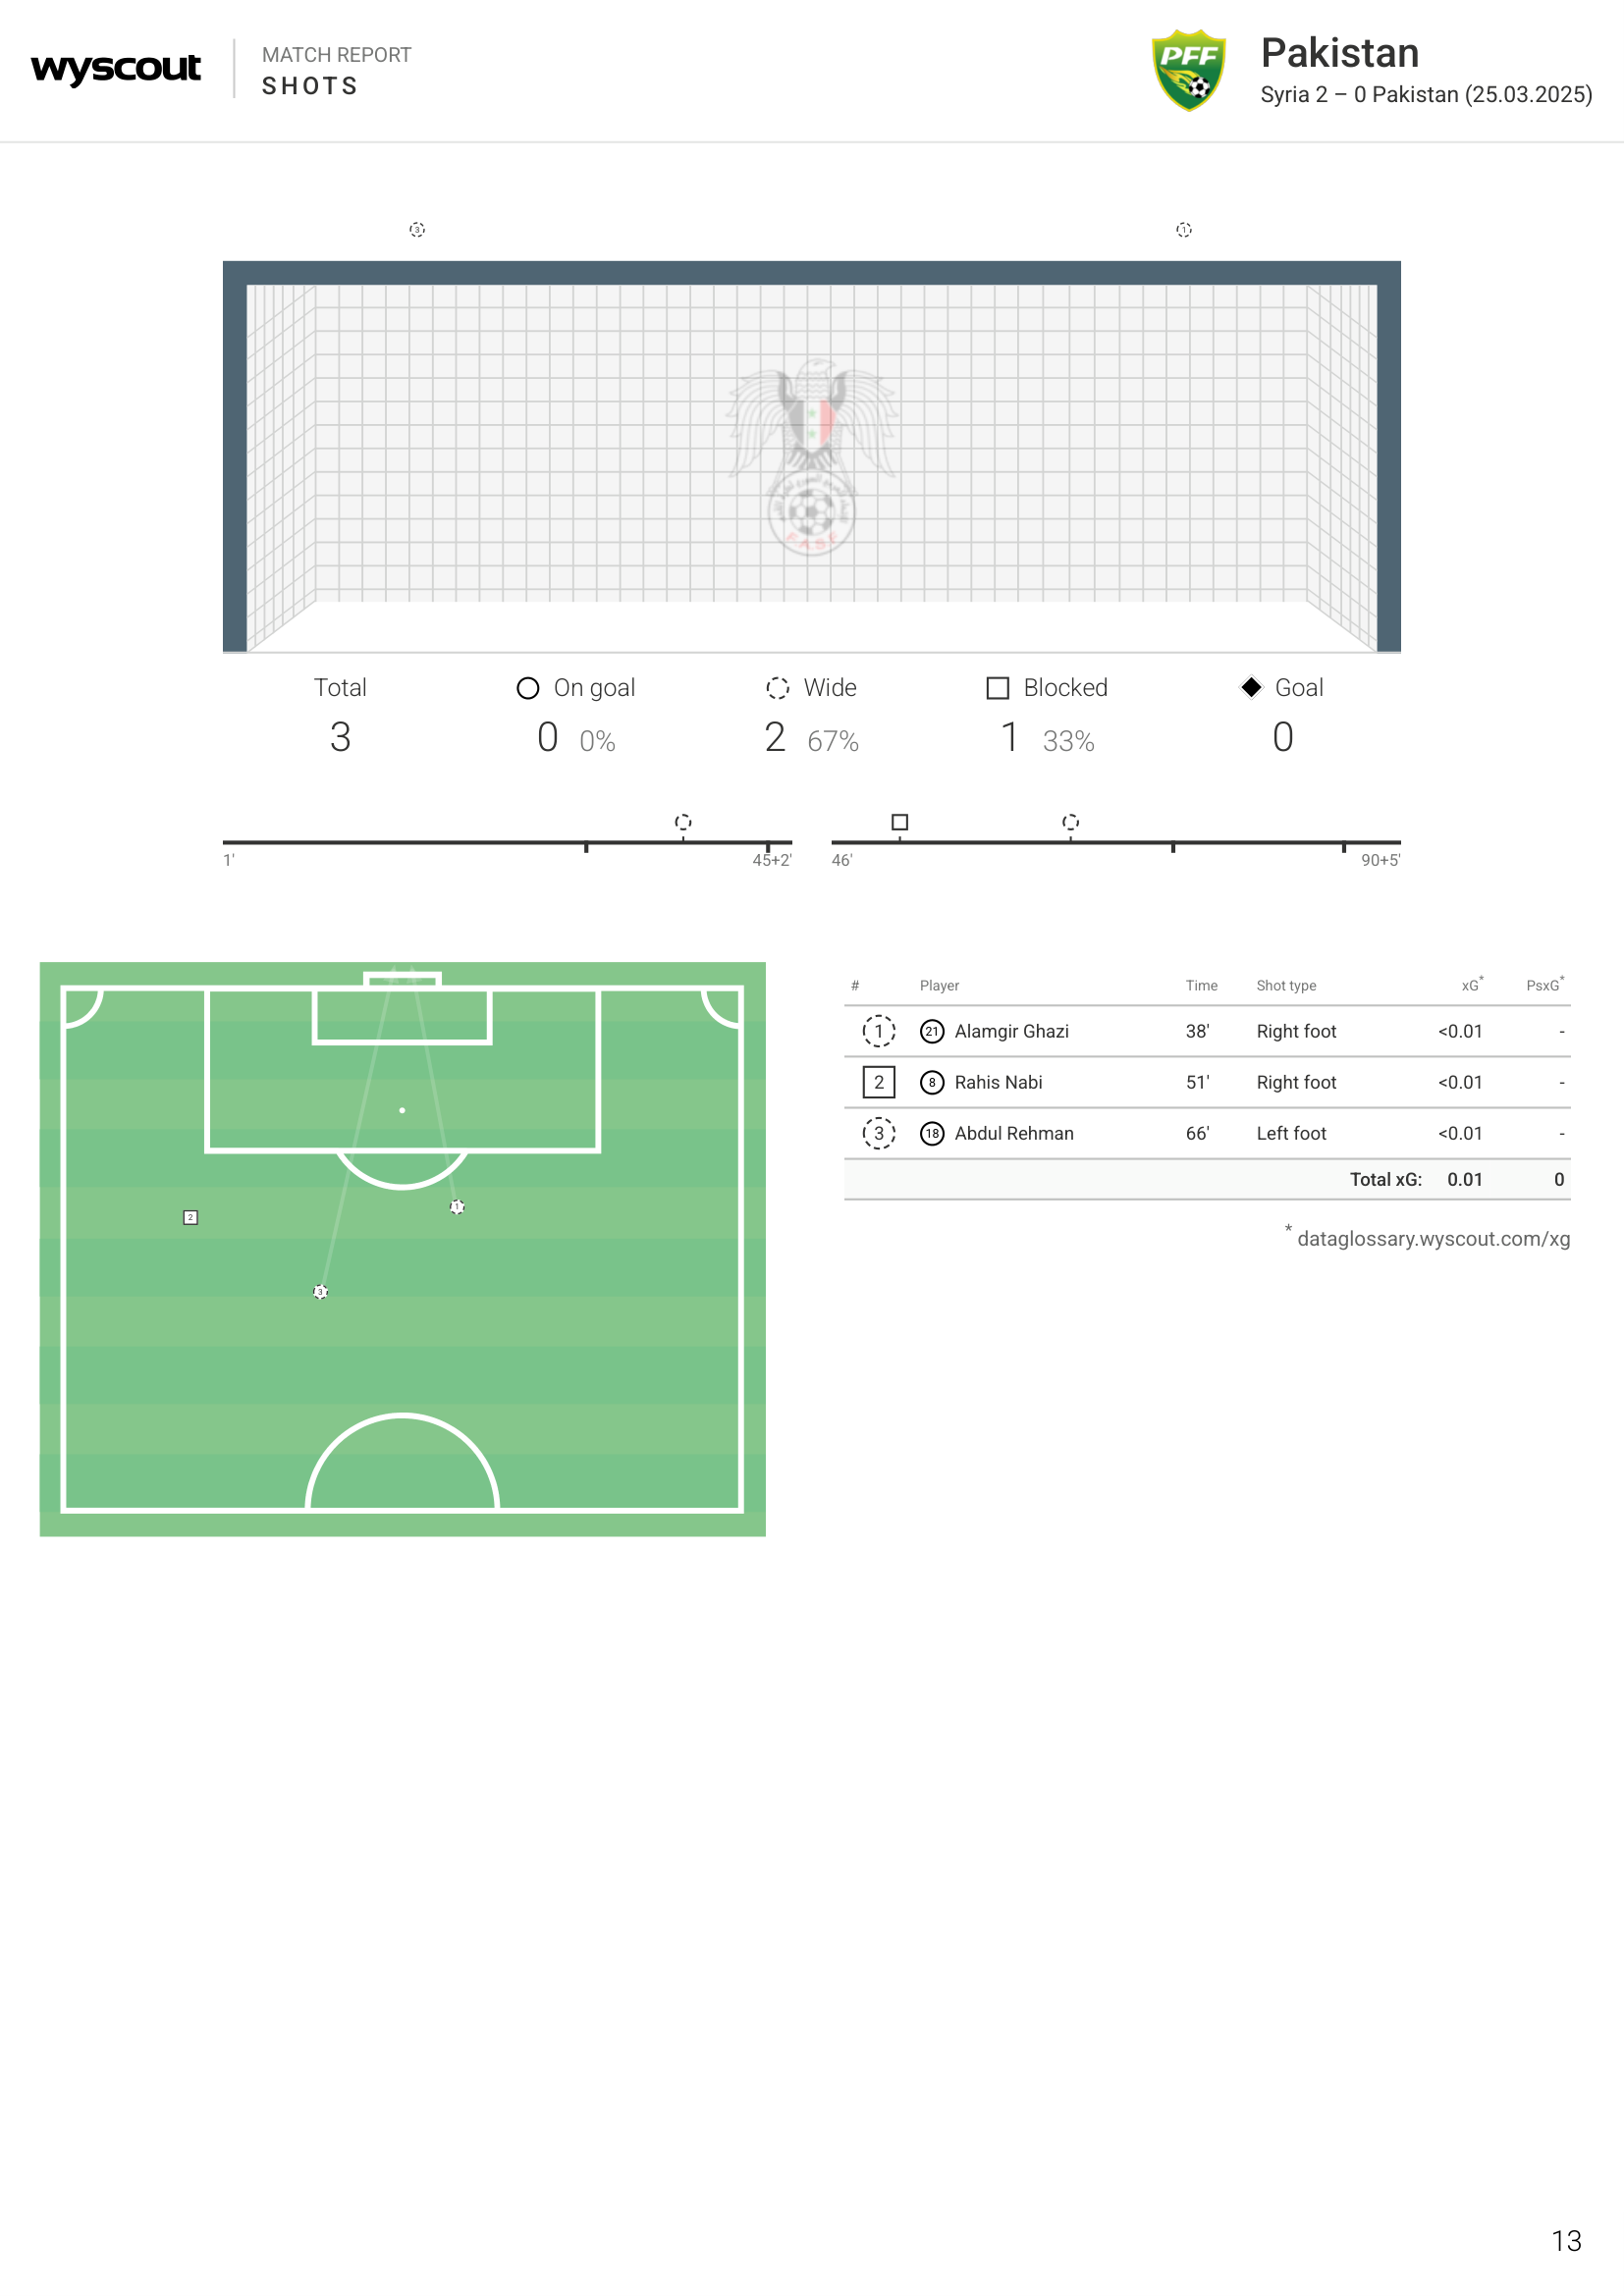 wyscout
MATCH REPORT
SHOTS
PFF
Pakistan
Syria 2 – 0 Pakistan (25.03.2025)
3
1
F.A.S.F
Total
On goal
Wide
Blocked
Goal
3
0 0%
2 67%
1 33%
0
1'
45+2'
46'
90+5'
1
2
3
# Player Time Shot type xG* PsxG*
1 21 Alamgir Ghazi 38' Right foot <0.01 -
2 8 Rahis Nabi 51' Right foot <0.01 -
3 18 Abdul Rehman 66' Left foot <0.01 -
Total xG: 0.01 0
* dataglossary.wyscout.com/xg
13